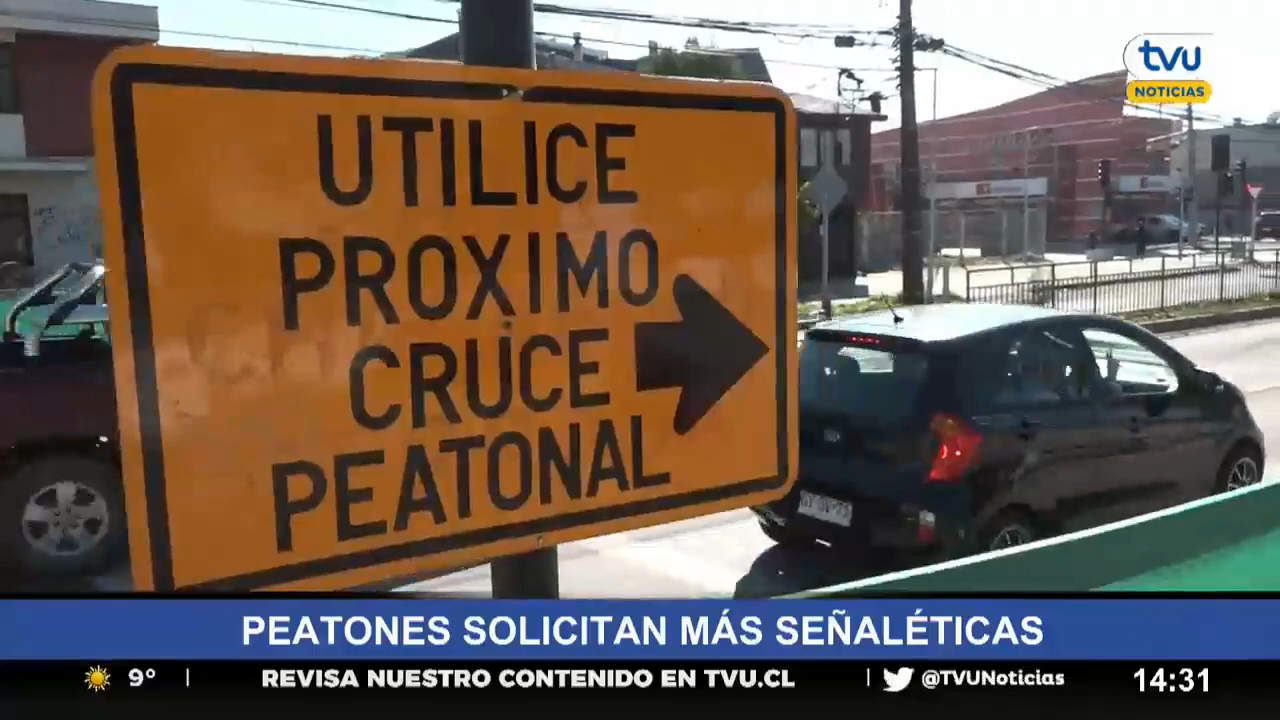 tvu
NOTICIAS
UTILICE
PROXIMO
CRUCE
PEATONAL
PEATONES SOLICITAN MÁS SEÑALÉTICAS
9° | REVISA NUESTRO CONTENIDO EN TVU.CL | @TVUNoticias 14:31